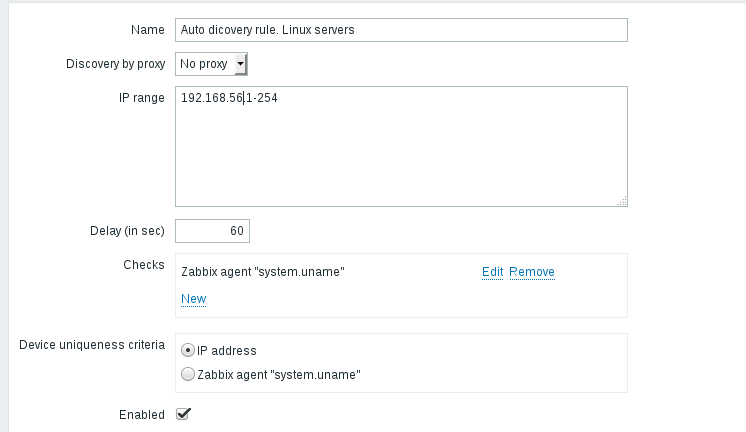 Name Auto dicovery rule. Linux servers
Discovery by proxy No proxy
IP range 192.168.56.1-254
Delay (in sec) 60
Checks Zabbix agent "system.uname" Edit Remove
New
Device uniqueness criteria
IP address
Zabbix agent "system.uname"
Enabled